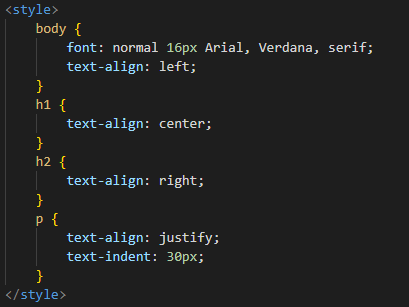 <style>
body {
font: normal 16px Arial, Verdana, serif;
text-align: left;
}
h1 {
text-align: center;
}
h2 {
text-align: right;
}
p {
text-align: justify;
text-indent: 30px;
}
</style>